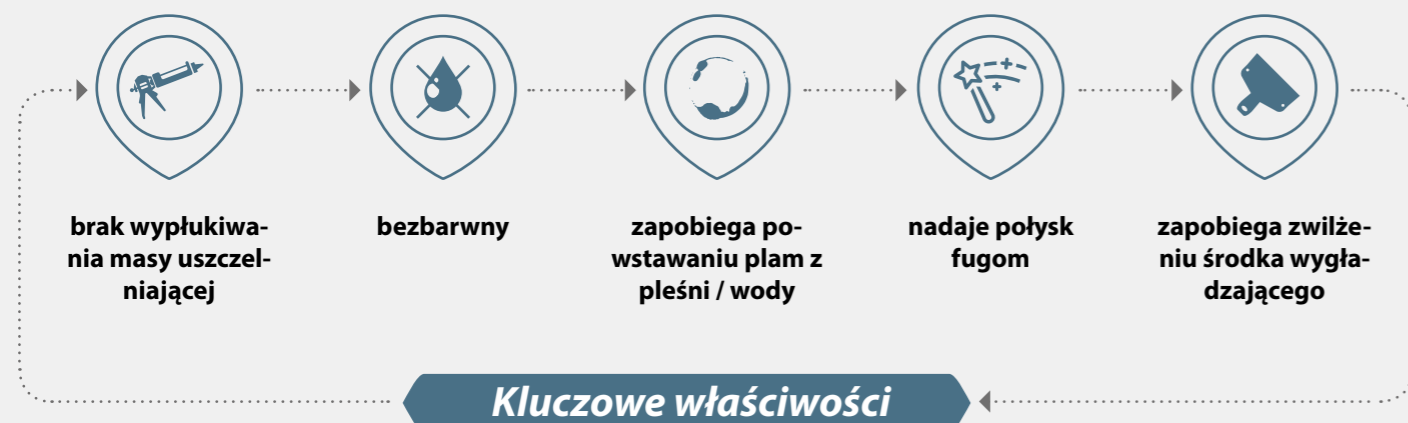 brak wypłukiwa-
nia masy uszczel-
niającej
bezbarwny
zapobiega po-
wstawaniu plam z
pleśni / wody
nadaje połysk
fugom
zapobiega zwilże-
niu środka wygła-
dzającego
Kluczowe właściwości